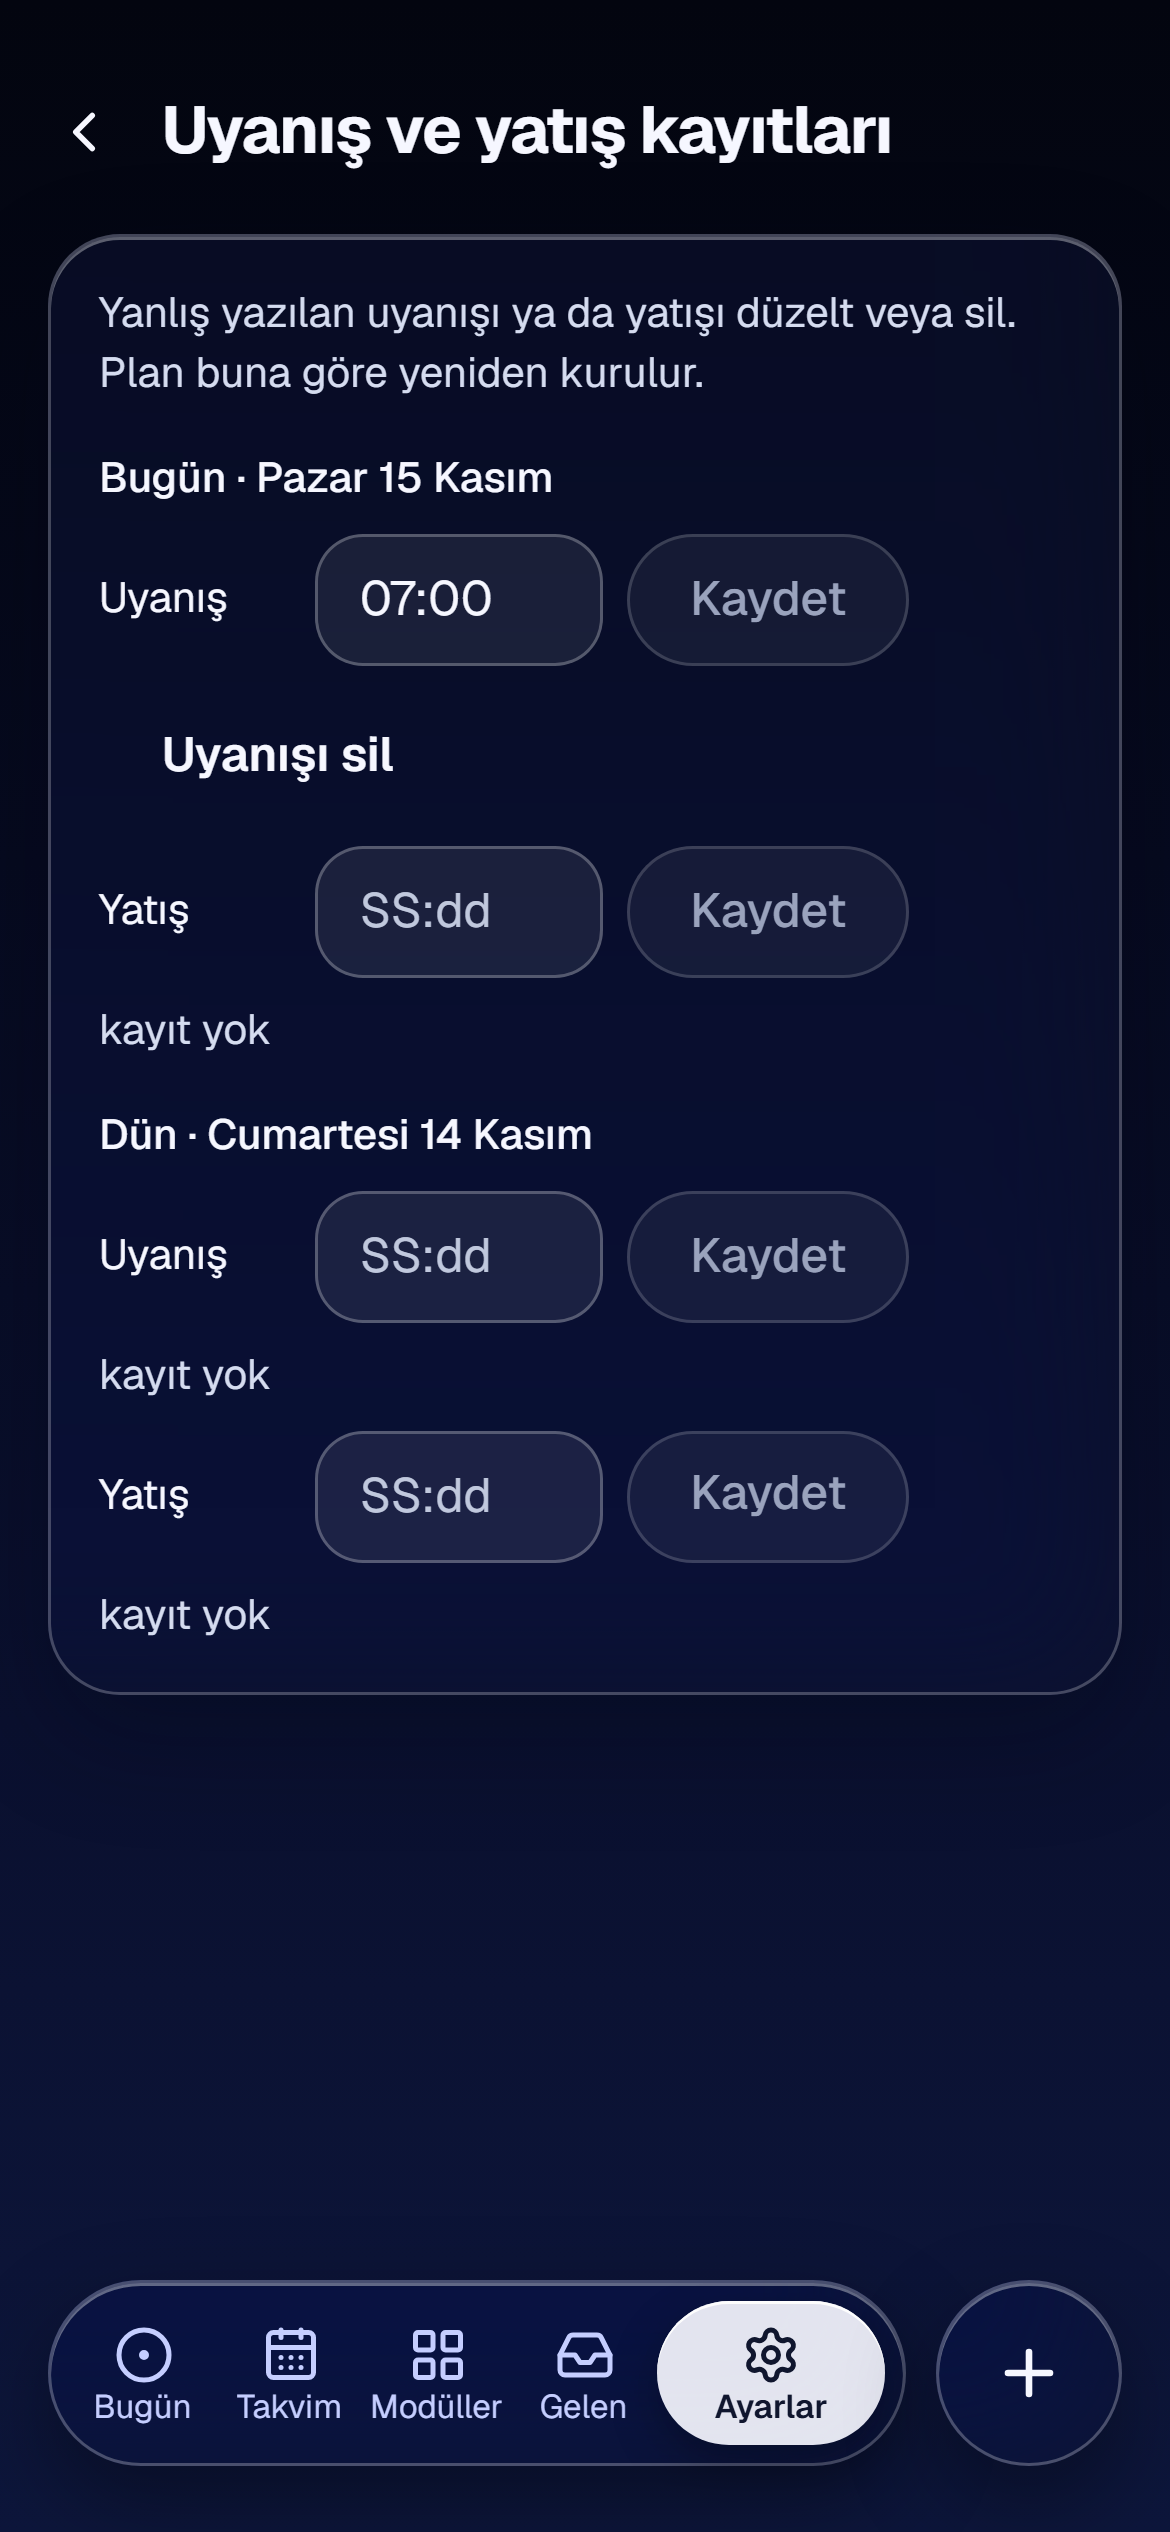 Uyanış ve yatış kayıtları
Yanlış yazılan uyanışı ya da yatışı düzelt veya sil.
Plan buna göre yeniden kurulur.
Bugün · Pazar 15 Kasım
Uyanış 07:00 Kaydet
Uyanışı sil
Yatış SS:dd Kaydet
kayıt yok
Dün · Cumartesi 14 Kasım
Uyanış SS:dd Kaydet
kayıt yok
Yatış SS:dd Kaydet
kayıt yok
Bugün Takvim Modüller Gelen Ayarlar